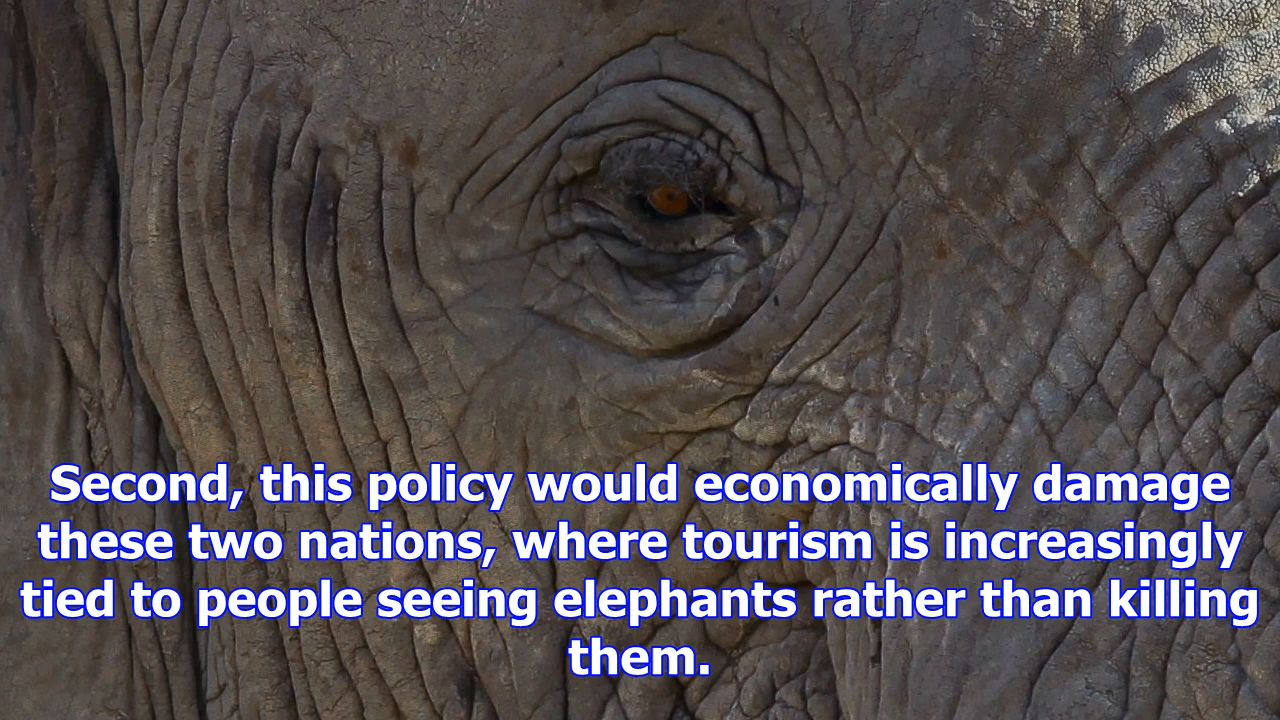 Second, this policy would economically damage
these two nations, where tourism is increasingly
tied to people seeing elephants rather than killing
them.